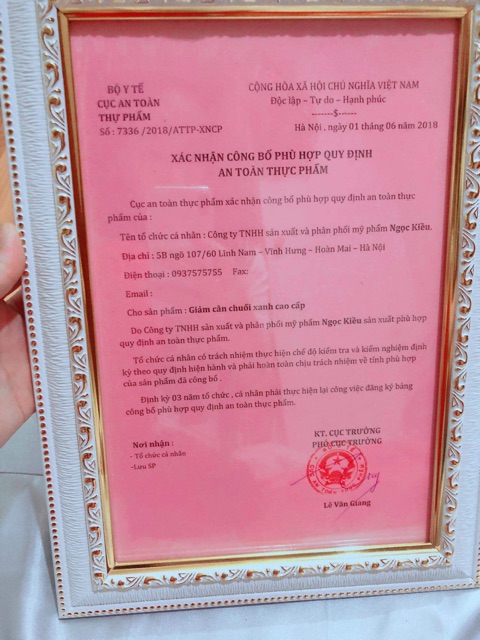 BỘ Y TẾ
CỤC AN TOÀN
THỰ PHẨM
Số : 7336 /2018/ATTP-XNCP
CỘNG HÒA XÃ HỘI CHỦ NGHĨA VIỆT NAM
Độc lập – Tự do – Hạnh phúc
-------$------
Hà Nội , ngày 01 tháng 06 năm 2018
XÁC NHẬN CÔNG BỐ PHÙ HỢP QUY ĐỊNH
AN TOÀN THỰC PHẨM
Cục an toàn thực phẩm xác nhận công bố phù hợp quy định an toàn thực
phẩm của :
Tên tổ chức cá nhân : Công ty TNHH sản xuất và phân phối mỹ phẩm Ngọc Kiều.
Địa chỉ : 5B ngõ 107/60 Lĩnh Nam – Vĩnh Hưng – Hoàn Mai – Hà Nội
Điện thoại : 0937575755 Fax:
Email :
Cho sản phẩm : Giảm cân chuối xanh cao cấp
Do Công ty TNHH sản xuất và phân phối mỹ phẩm Ngọc Kiều sản xuất phù hợp
quy định an toàn thực phẩm.
Tổ chức cá nhân có trách nhiệm thực hiện chế độ kiểm tra và kiểm nghiệm định
kỳ theo quy định hiện hành và phải hoàn toàn chịu trách nhiệm về tính phù hợp
của sản phẩm đã công bố .
Định kỳ 03 năm tổ chức , cá nhân phải thực hiện lại công việc đăng ký bảng
công bố phù hợp quy định an toàn thực phẩm.
Nơi nhận :
- Tổ chức cá nhân
-Lưu SP
KT. CỤC TRƯỞNG
PHÓ CỤC TRƯỞNG
Lê Văn Giang